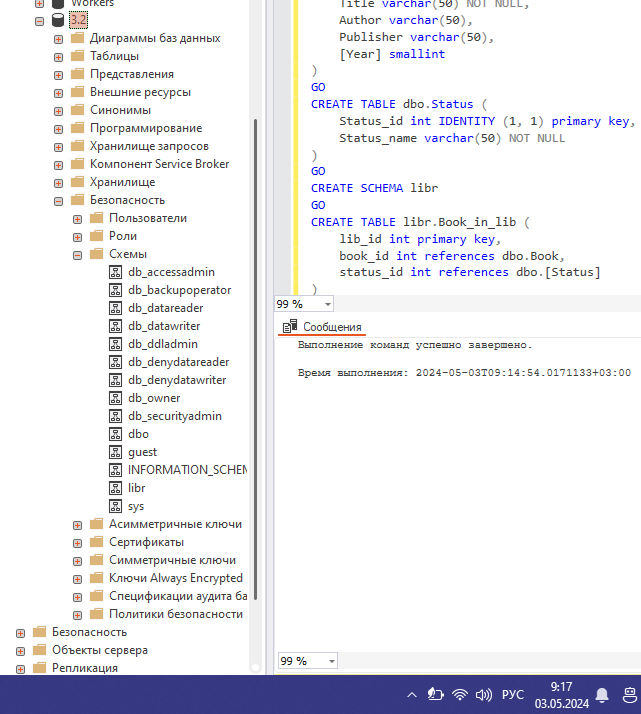 Workers
3.2
Диаграммы баз данных
Таблицы
Представления
Внешние ресурсы
Синонимы
Программирование
Хранилище запросов
Компонент Service Broker
Хранилище
Безопасность
Пользователи
Роли
Схемы
db_accessadmin
db_backupoperator
db_datareader
db_datawriter
db_ddladmin
db_denydatareader
db_denydatawriter
db_owner
db_securityadmin
dbo
guest
INFORMATION_SCHEM
libr
sys
Асимметричные ключи
Сертификаты
Симметричные ключи
Ключи Always Encrypted
Спецификации аудита ба
Политики безопасности
Безопасность
Объекты сервера
Репликация
Title varchar(50) NOT NULL,
Author varchar(50),
Publisher varchar(50),
[Year] smallint
)
GO
CREATE TABLE dbo.Status (
Status_id int IDENTITY (1, 1) primary key,
Status_name varchar(50) NOT NULL
)
GO
CREATE SCHEMA libr
GO
CREATE TABLE libr.Book_in_lib (
lib_id int primary key,
book_id int references dbo.Book,
status_id int references dbo.[Status]
)
99 %
Сообщения
Выполнение команд успешно завершено.
Время выполнения: 2024-05-03T09:14:54.0171133+03:00
99 %
РУС
9:17
03.05.2024